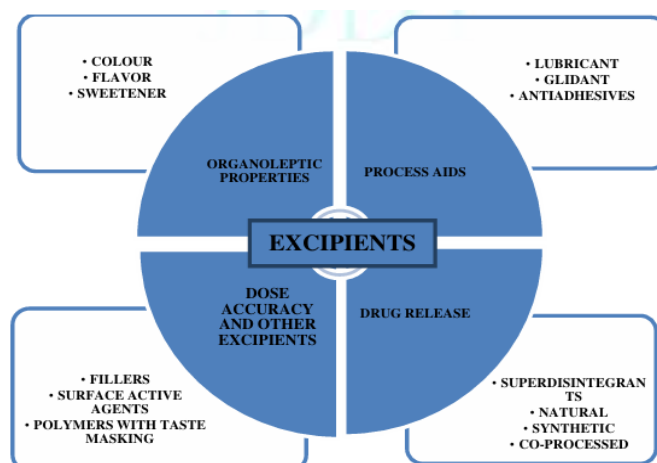 • COLOUR
• FLAVOR
• SWEETENER
• LUBRICANT
• GLIDANT
• ANTIADHESIVES
ORGANOLEPTIC
PROPERTIES
PROCESS AIDS
EXCIPIENTS
DOSE
ACCURACY
AND OTHER
EXCIPIENTS
DRUG RELEASE
• FILLERS
• SURFACE ACTIVE
AGENTS
• POLYMERS WITH TASTE
MASKING
• SUPERDISINTEGRAN
TS
• NATURAL
• SYNTHETIC
• CO-PROCESSED